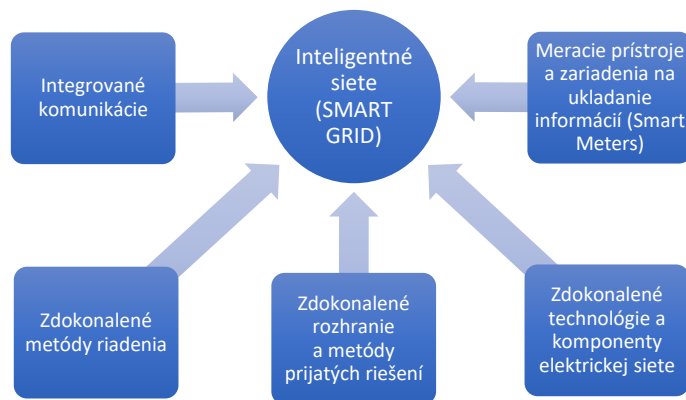 Integrované
komunikácie
Inteligentné
siete
(SMART
GRID)
Meracie prístroje
a zariadenia na
ukladanie
informácií (Smart
Meters)
Zdokonalené
metódy riadenia
Zdokonalené
rozhranie
a metódy
prijatých riešení
Zdokonalené
technológie a
komponenty
elektrickej siete